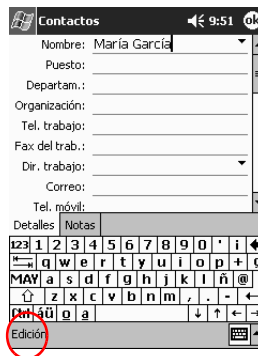 Contactos 9:51 ok
Nombre: María García
Puesto:
Departam.:
Organización:
Tel. trabajo:
Fax del trab.:
Dir. trabajo:
Correo:
Tel. móvil:
Detalles Notas
123 1 2 3 4 5 6 7 8 9 0 ' ¡
q w e r t y u i o p +
MAY a s d f g h j k l ñ @
z x c v b n m , . -
Ctrl áü º ª
Edición